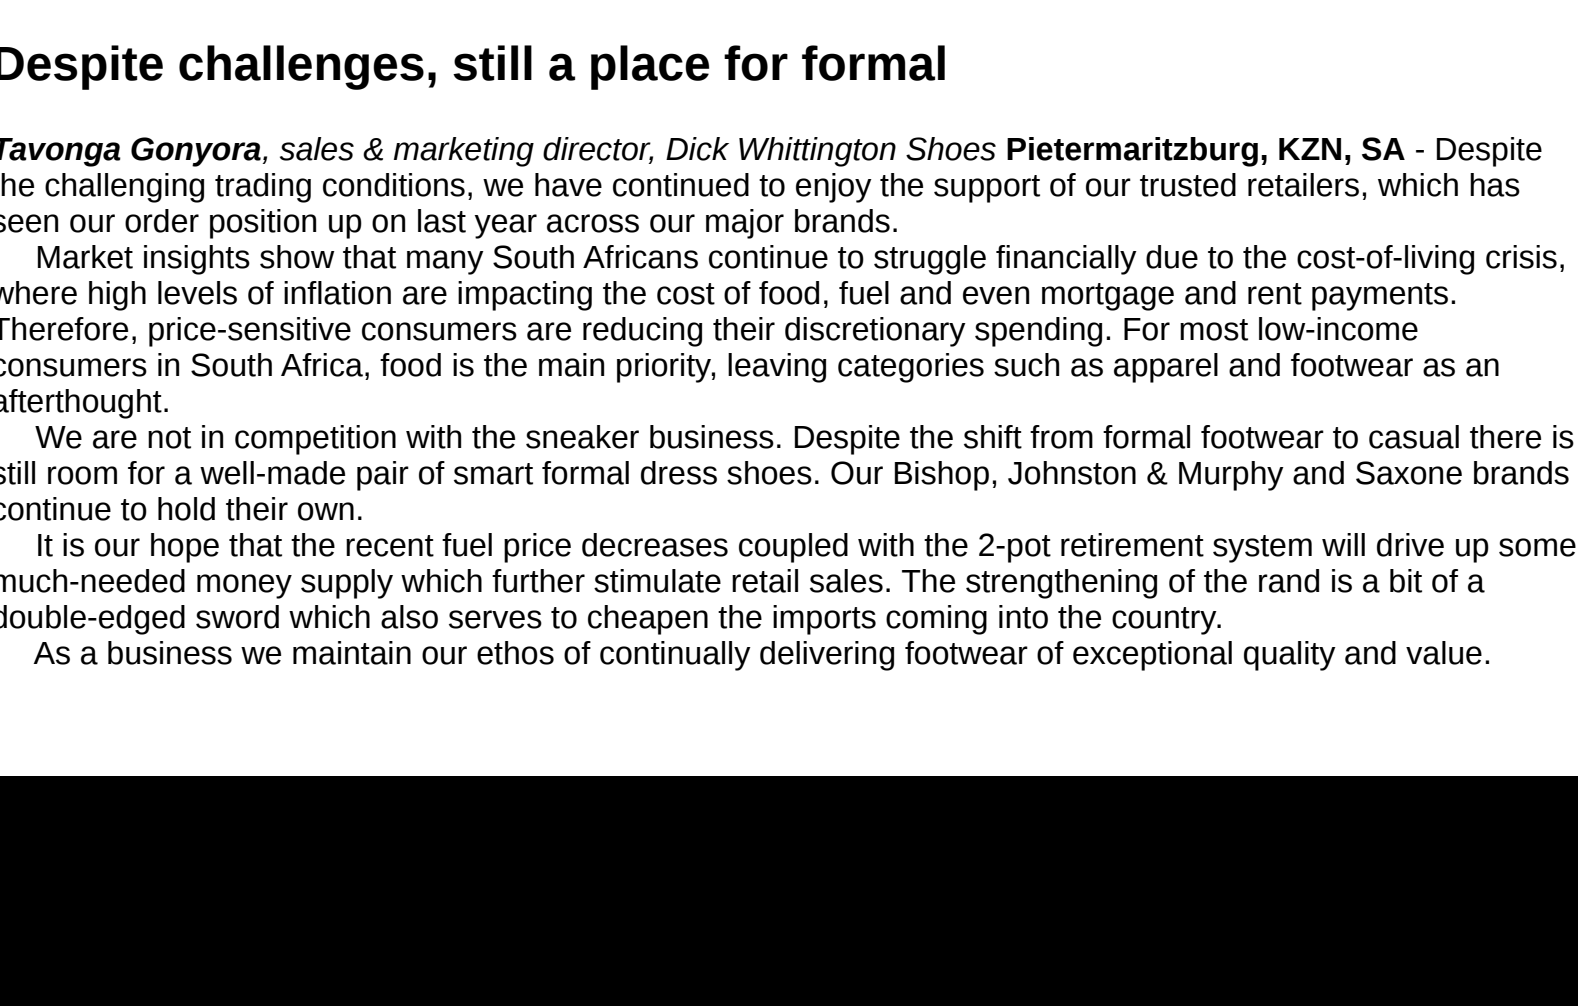 Despite challenges, still a place for formal
Tavonga Gonyora, sales & marketing director, Dick Whittington Shoes Pietermaritzburg, KZN, SA - Despite
the challenging trading conditions, we have continued to enjoy the support of our trusted retailers, which has
seen our order position up on last year across our major brands.
Market insights show that many South Africans continue to struggle financially due to the cost-of-living crisis,
where high levels of inflation are impacting the cost of food, fuel and even mortgage and rent payments.
Therefore, price-sensitive consumers are reducing their discretionary spending. For most low-income
consumers in South Africa, food is the main priority, leaving categories such as apparel and footwear as an
afterthought.
We are not in competition with the sneaker business. Despite the shift from formal footwear to casual there is
still room for a well-made pair of smart formal dress shoes. Our Bishop, Johnston & Murphy and Saxone brands
continue to hold their own.
It is our hope that the recent fuel price decreases coupled with the 2-pot retirement system will drive up some
much-needed money supply which further stimulate retail sales. The strengthening of the rand is a bit of a
double-edged sword which also serves to cheapen the imports coming into the country.
As a business we maintain our ethos of continually delivering footwear of exceptional quality and value.